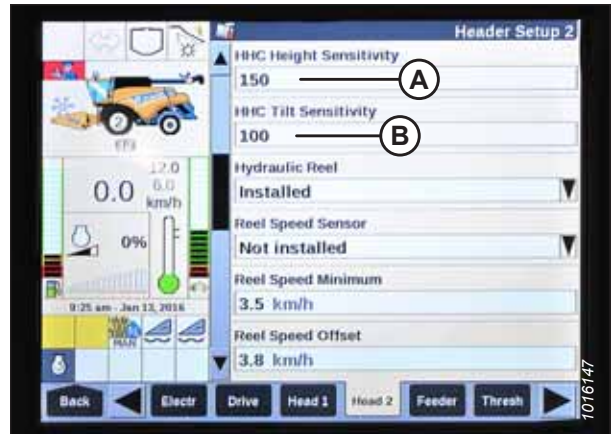 Header Setup 2
HHC Height Sensitivity
150
A
HHC Tilt Sensitivity
100
B
Hydraulic Reel
Installed
Reel Speed Sensor
Not installed
Reel Speed Minimum
3.5 km/h
Reel Speed Offset
3.8 km/h
2
12.0
6.0
0.0 km/h
0%
9:25 am - Jan 13, 2016
MAN
Back
Electr
Drive
Head 1
Head 2
Feeder
Thresh
1016147